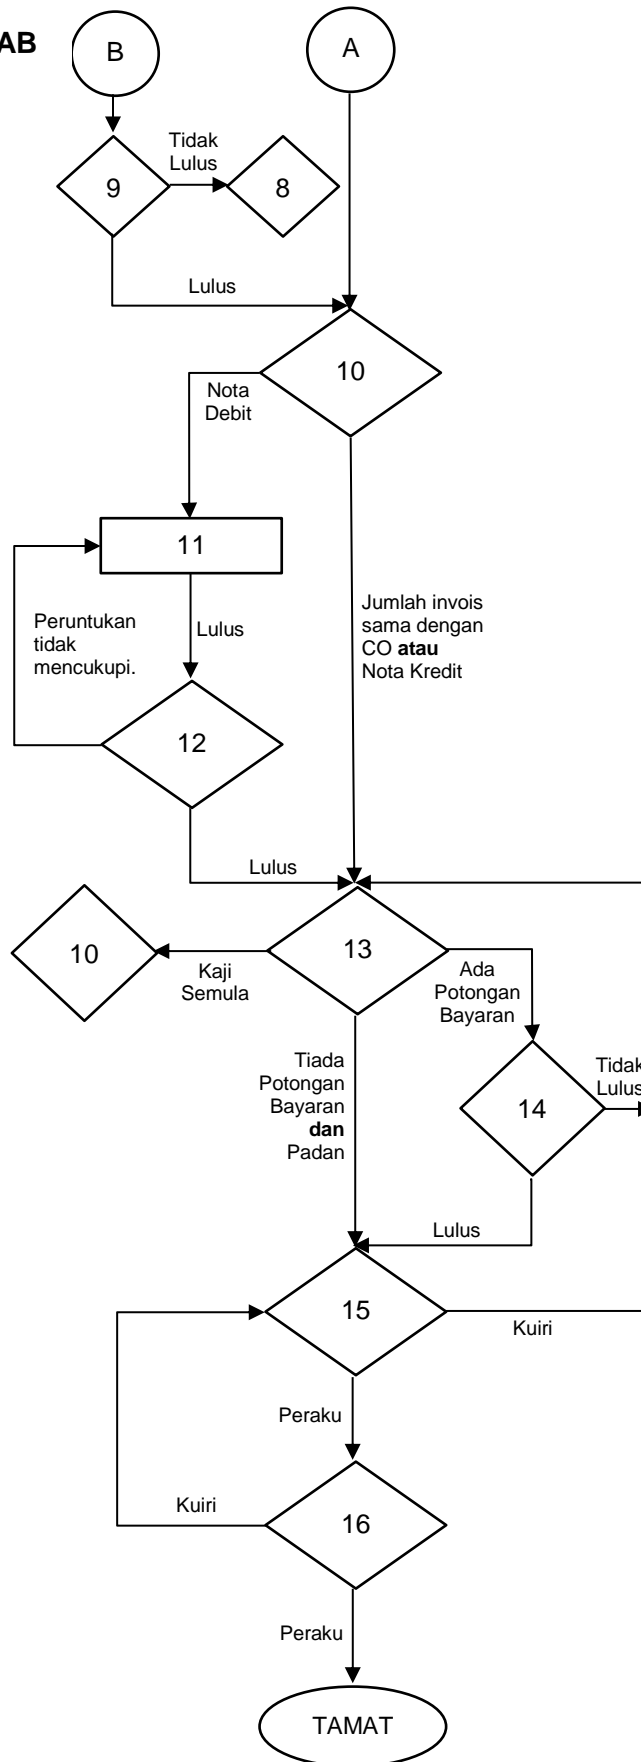 AB
B
A
Tidak
Lulus
9
8
Lulus
10
Nota
Debit
11
Peruntukan
tidak
mencukupi.
Lulus
Jumlah invois
sama dengan
CO atau
Nota Kredit
12
Lulus
10
Kaji
Semula
13
Ada
Potongan
Bayaran
Tiada
Potongan
Bayaran
dan
Padan
14
Tidak
Lulus
Lulus
15
Kuiri
Peraku
Kuiri
16
Peraku
TAMAT